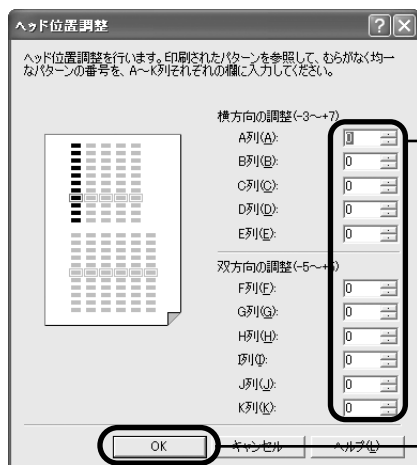 ヘッド位置調整
ヘッド位置調整を行います。印刷されたパターンを参照して、むらがなく均一
なパターンの番号を、A～K列それぞれの欄に入力してください。
横方向の調整(-3～+7)
A列(A): 0
B列(B): 0
C列(C): 0
D列(D): 0
E列(E): 0
双方向の調整(-5～+5)
F列(F): 0
G列(G): 0
H列(H): 0
I列(I): 0
J列(J): 0
K列(K): 0
OK キャンセル ヘルプ(L)